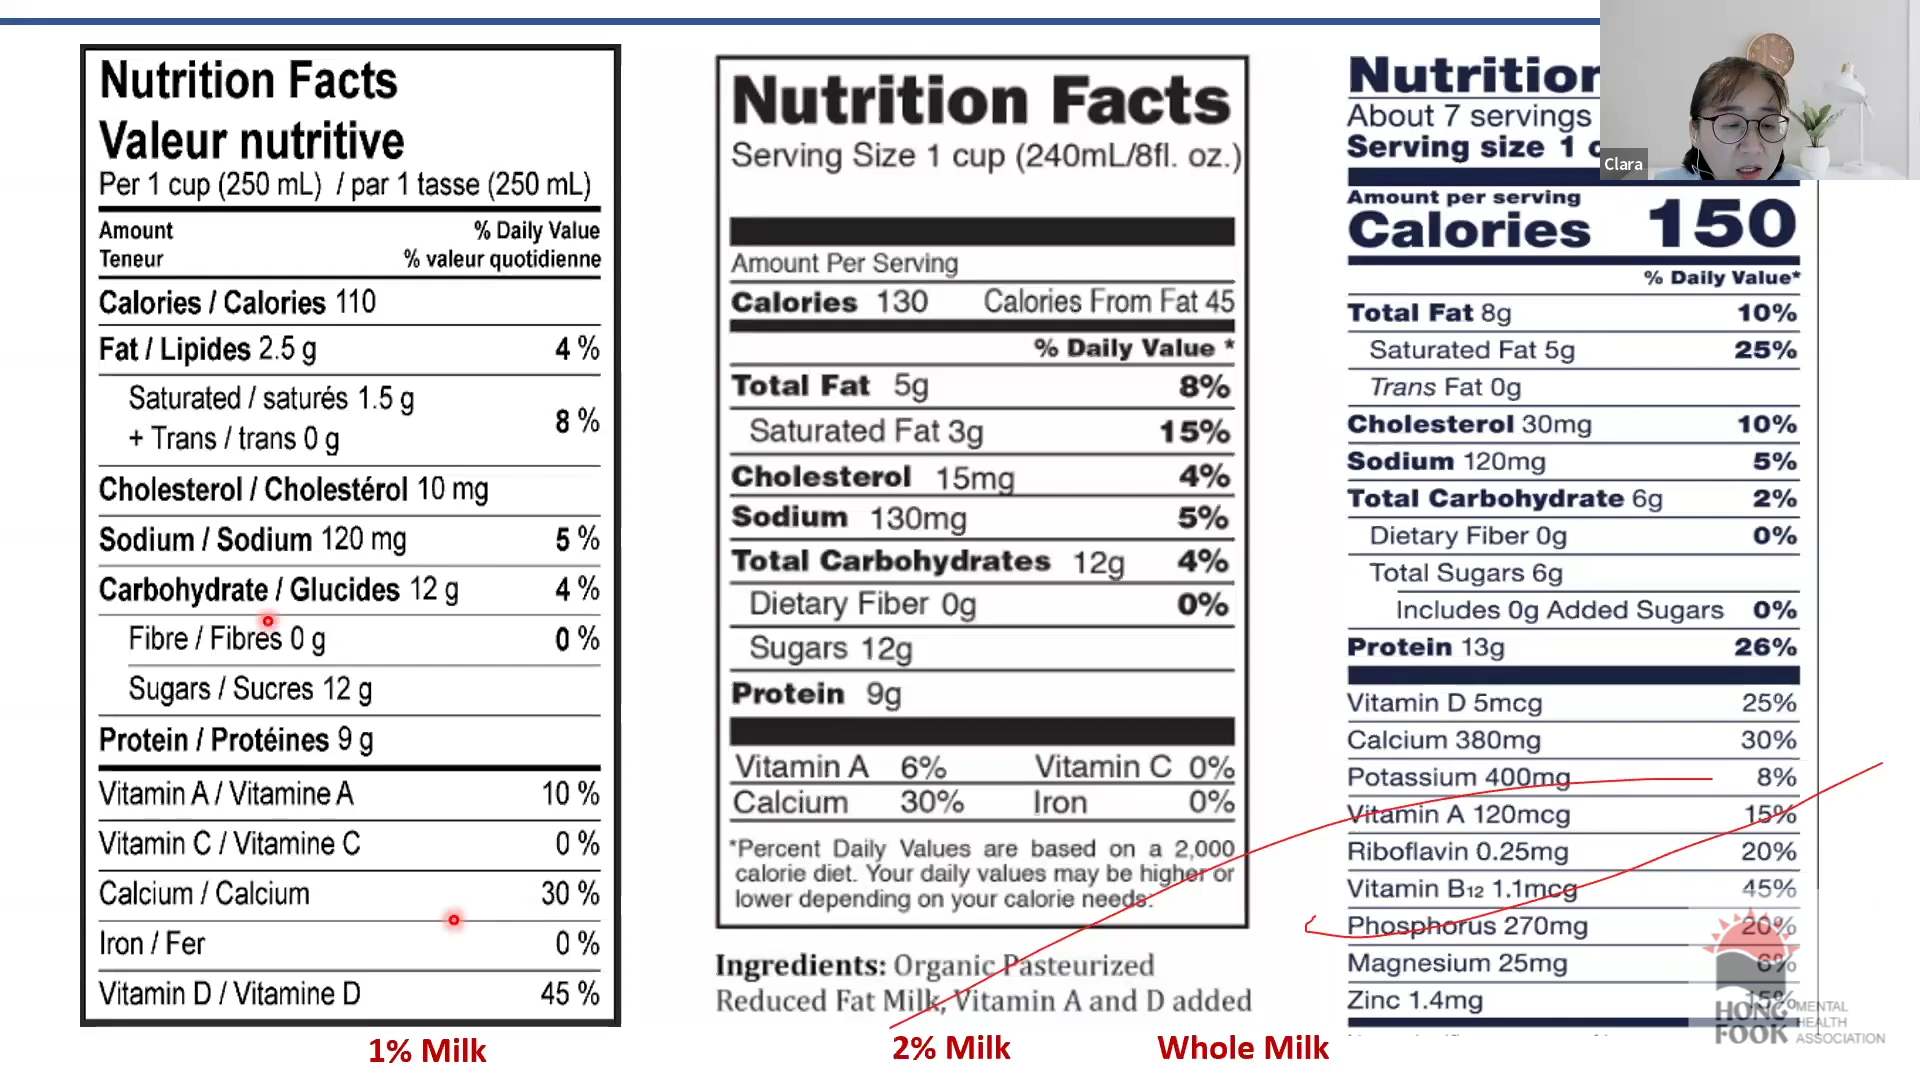 Nutrition Facts
Valeur nutritive
Per 1 cup (250 mL) / par 1 tasse (250 mL)
Amount % Daily Value
Teneur % valeur quotidienne
Calories / Calories 110
Fat / Lipides 2.5 g 4 %
Saturated / saturés 1.5 g
+ Trans / trans 0 g 8 %
Cholesterol / Cholestérol 10 mg
Sodium / Sodium 120 mg 5 %
Carbohydrate / Glucides 12 g 4 %
Fibre / Fibres 0 g 0 %
Sugars / Sucres 12 g
Protein / Protéines 9 g
Vitamin A / Vitamine A 10 %
Vitamin C / Vitamine C 0 %
Calcium / Calcium 30 %
Iron / Fer 0 %
Vitamin D / Vitamine D 45 %
1% Milk
Nutrition Facts
Serving Size 1 cup (240mL/8fl. oz.)
Amount Per Serving
Calories 130 Calories From Fat 45
% Daily Value *
Total Fat 5g 8%
Saturated Fat 3g 15%
Cholesterol 15mg 4%
Sodium 130mg 5%
Total Carbohydrates 12g 4%
Dietary Fiber 0g 0%
Sugars 12g
Protein 9g
Vitamin A 6% Vitamin C 0%
Calcium 30% Iron 0%
*Percent Daily Values are based on a 2,000
calorie diet. Your daily values may be higher or
lower depending on your calorie needs:
Ingredients: Organic Pasteurized
Reduced Fat Milk, Vitamin A and D added
2% Milk
Nutrition
About 7 servings
Serving size 1 c
Amount per serving
Calories 150
% Daily Value*
Total Fat 8g 10%
Saturated Fat 5g 25%
Trans Fat 0g
Cholesterol 30mg 10%
Sodium 120mg 5%
Total Carbohydrate 6g 2%
Dietary Fiber 0g 0%
Total Sugars 6g
Includes 0g Added Sugars 0%
Protein 13g 26%
Vitamin D 5mcg 25%
Calcium 380mg 30%
Potassium 400mg 8%
Vitamin A 120mcg 15%
Riboflavin 0.25mg 20%
Vitamin B12 1.1mcg 45%
Phosphorus 270mg 20%
Magnesium 25mg 6%
Zinc 1.4mg 15%
Whole Milk
Clara
HONG
FOOK
MENTAL
HEALTH
ASSOCIATION